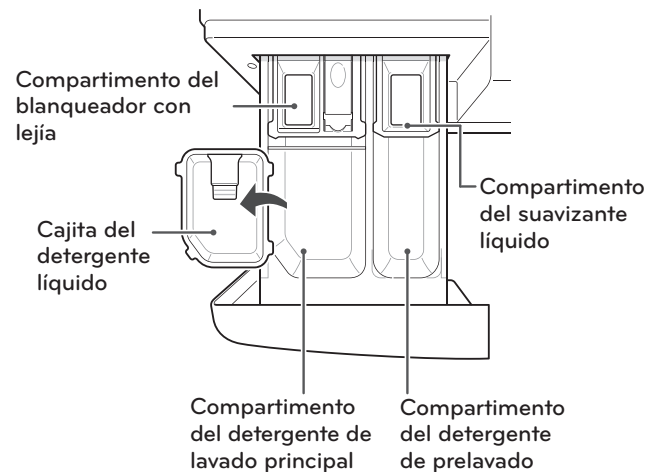 Compartimento del
blanqueador con
lejía
Compartimento
del suavizante
líquido
Cajita del
detergente
líquido
Compartimento
del detergente de
lavado principal
Compartimento
del detergente
de prelavado